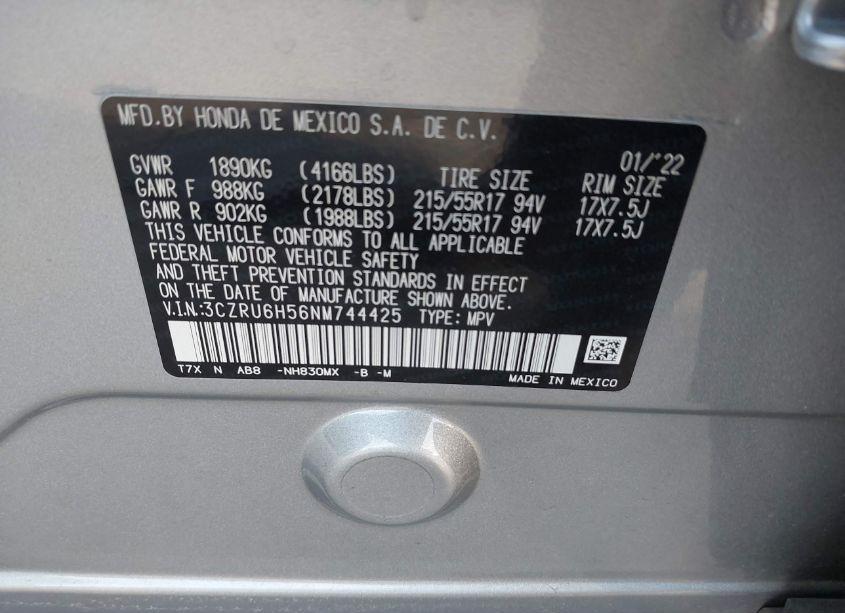 MFD.BY HONDA DE MEXICO S.A. DE C.V.
01/'22
GVWR 1890KG (4166LBS) TIRE SIZE RIM SIZE
GAWR F 988KG (2178LBS) 215/55R17 94V 17X7.5J
GAWR R 902KG (1988LBS) 215/55R17 94V 17X7.5J
THIS VEHICLE CONFORMS TO ALL APPLICABLE
FEDERAL MOTOR VEHICLE SAFETY
AND THEFT PREVENTION STANDARDS IN EFFECT
ON THE DATE OF MANUFACTURE SHOWN ABOVE.
V.I.N.:3CZRU6H56NM744425 TYPE: MPV
T7X N AB8 -NH830MX -B -M
MADE IN MEXICO